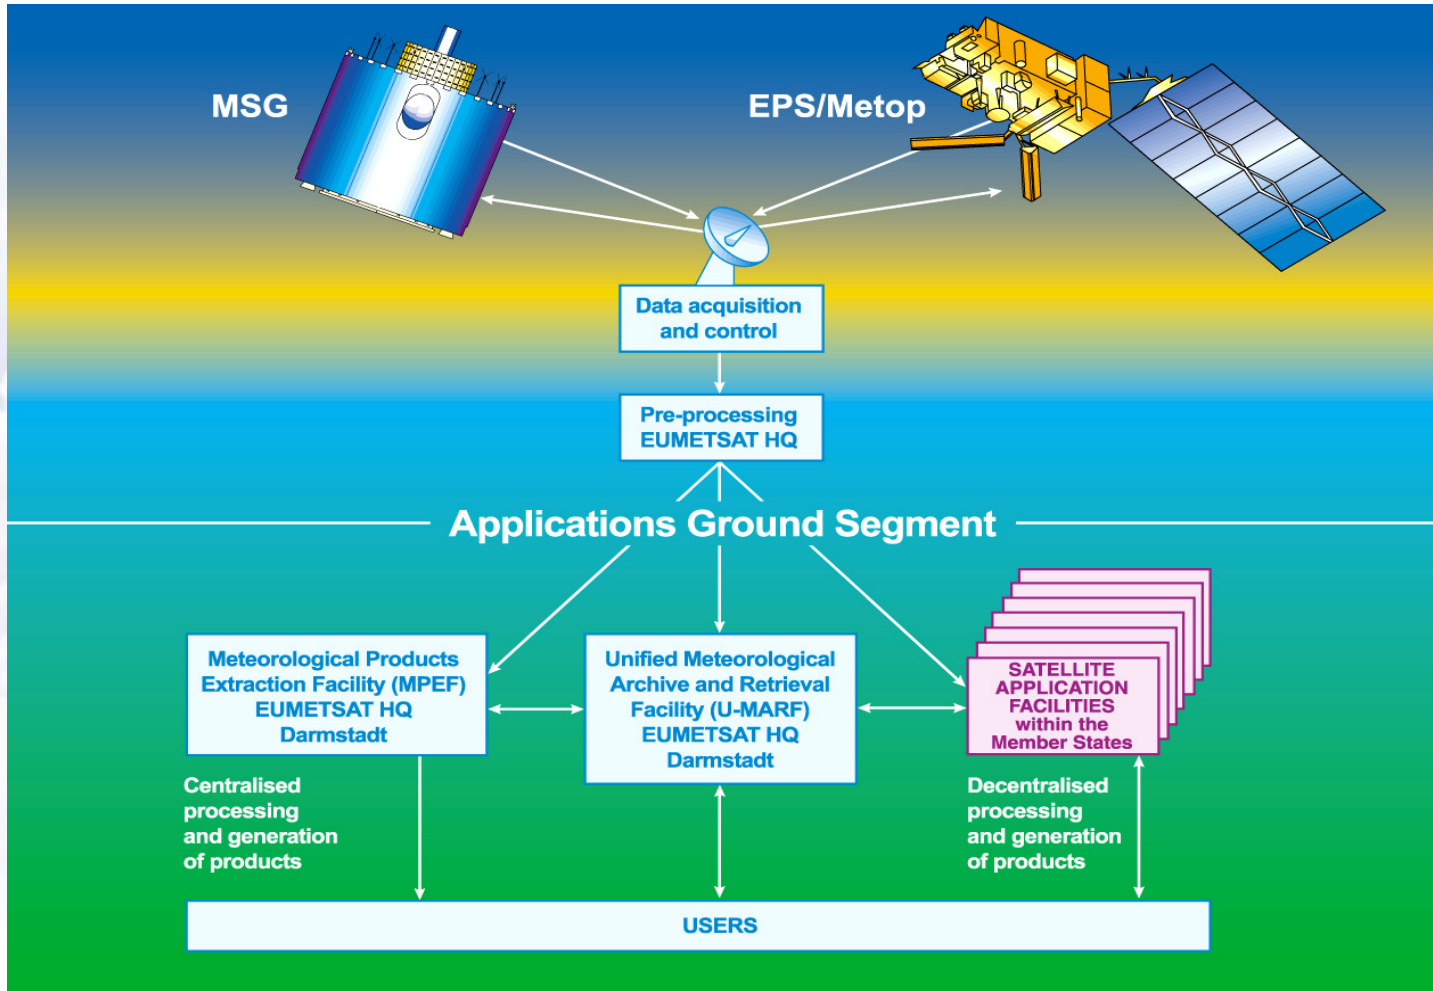 MSG
EPS/Metop
Data acquisition
and control
Pre-processing
EUMETSAT HQ
Applications Ground Segment
Meteorological Products
Extraction Facility (MPEF)
EUMETSAT HQ
Darmstadt
Unified Meteorological
Archive and Retrieval
Facility (U-MARF)
EUMETSAT HQ
Darmstadt
SATELLITE
APPLICATION
FACILITIES
within the
Member States
Centralised
processing
and generation
of products
Decentralised
processing
and generation
of products
USERS